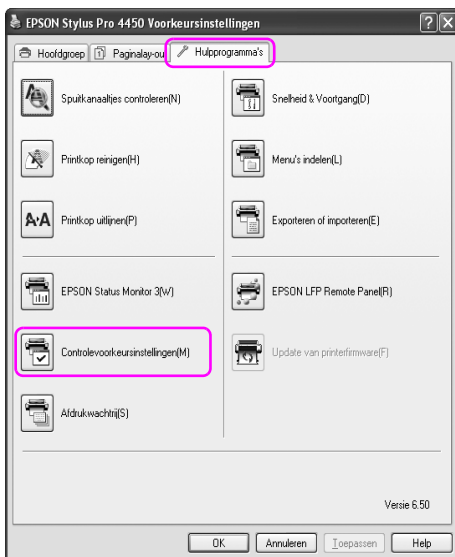 EPSON Stylus Pro 4450 Voorkeursinstellingen
Hoofdgroep Paginalay-ou Hulpprogramma's
Spuitkanaaltjes controleren(N)
Snelheid & Voortgang(D)
Printkop reinigen(H)
Menu's indelen(L)
A:A Printkop uitlijnen(P)
Exporteren of importeren(E)
EPSON Status Monitor 3(W)
EPSON LFP Remote Panel(R)
Controlevoorkeursinstellingen(M)
Update van printerfirmware(F)
Afdrukwachtrij(S)
Versie 6.50
OK Annuleren Toepassen Help